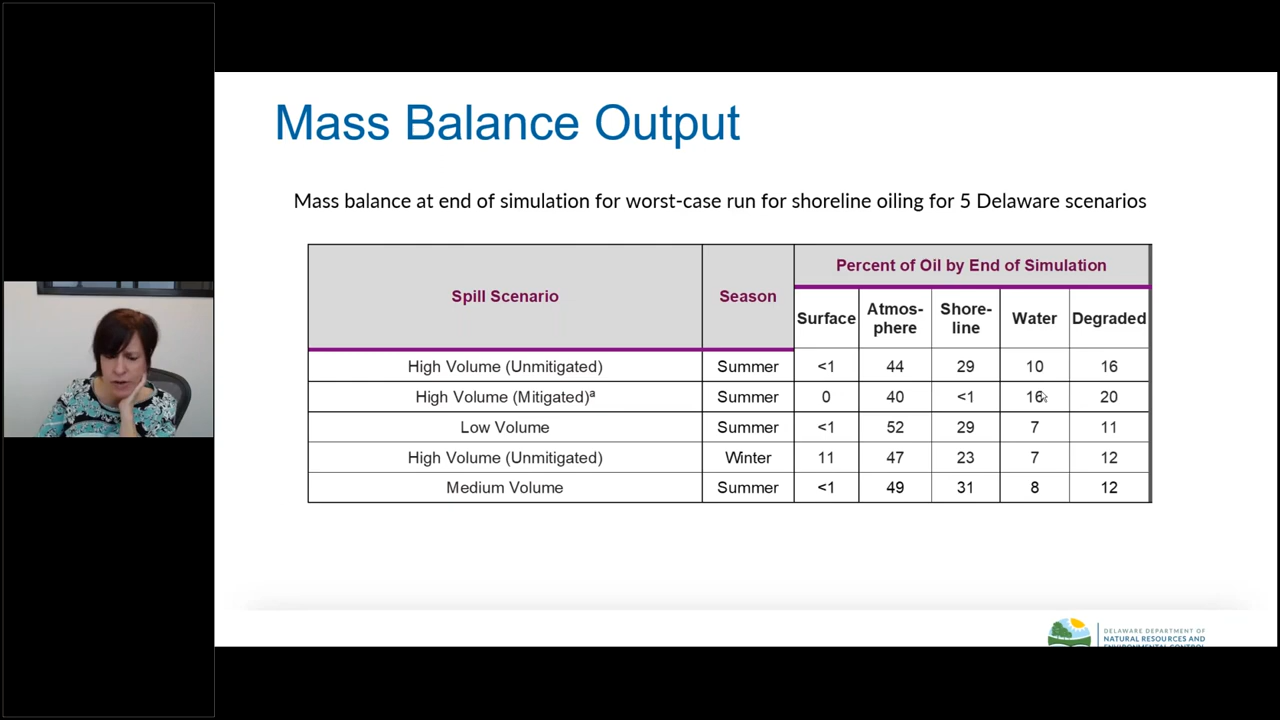 Mass Balance Output
Mass balance at end of simulation for worst-case run for shoreline oiling for 5 Delaware scenarios
Spill Scenario Season Percent of Oil by End of Simulation
Surface Atmos-phere Shore-line Water Degraded
High Volume (Unmitigated) Summer <1 44 29 10 16
High Volume (Mitigated)ª Summer 0 40 <1 16 20
Low Volume Summer <1 52 29 7 11
High Volume (Unmitigated) Winter 11 47 23 7 12
Medium Volume Summer <1 49 31 8 12
DELAWARE DEPARTMENT OF
NATURAL RESOURCES AND
ENVIRONMENTAL CONTROL